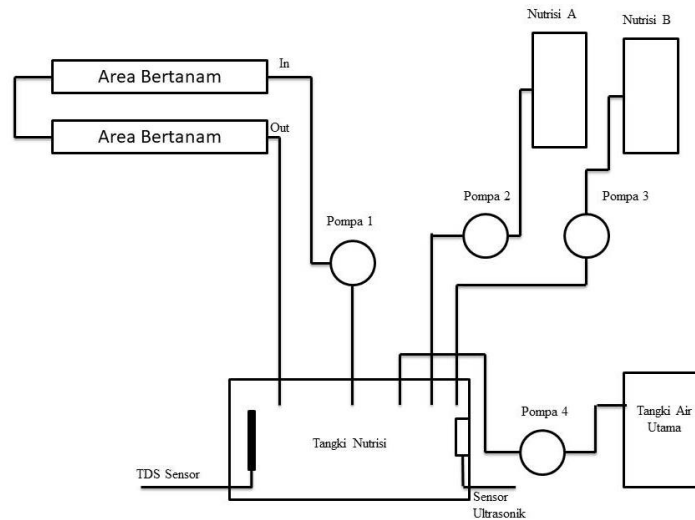 Nutrisi A
Nutrisi B
In
Area Bertanam
Out
Area Bertanam
Pompa 2
Pompa 3
Pompa 1
Pompa 4
Tangki Air
Utama
Tangki Nutrisi
TDS Sensor
Sensor
Ultrasonik